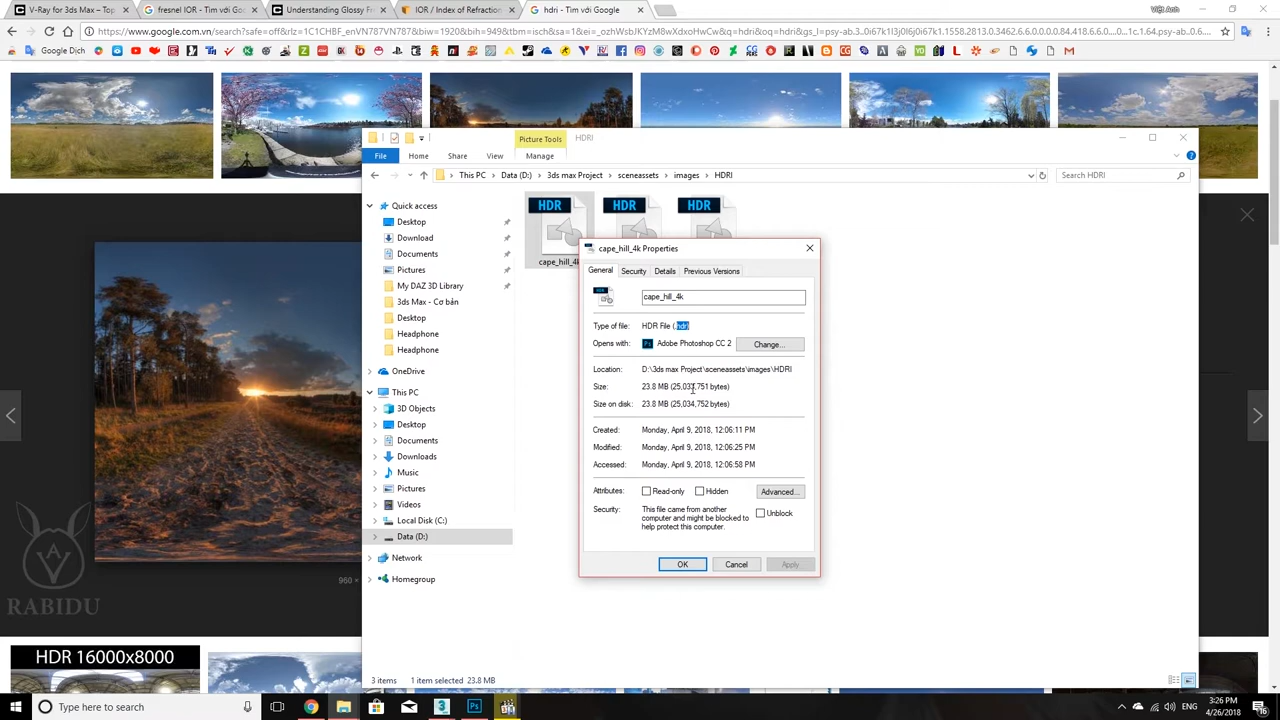 V-Ray for 3ds Max – Top
fresnel IOR - Tìm với Goo
Understanding Glossy Fre
IOR / Index of Refraction
hdri - Tìm với Google
Việt Anh
Google Dịch
File
Home
Share
View
Picture Tools
Manage
HDRI
This PC
Data (D:)
3ds max Project
sceneassets
images
HDRI
Search HDRI
Quick access
Desktop
Download
Documents
Pictures
My DAZ 3D Library
3ds Max - Cơ bản
Desktop
Headphone
Headphone
OneDrive
This PC
3D Objects
Desktop
Documents
Downloads
Music
Pictures
Videos
Local Disk (C:)
Data (D:)
Network
Homegroup
HDR
HDR
HDR
cape_hill_4k
cape_hill_4k Properties
General
Security
Details
Previous Versions
HDR
cape_hill_4k
Type of file:
HDR File (.hdr)
Opens with:
Adobe Photoshop CC 2
Change...
Location:
D:\3ds max Project\sceneassets\images\HDRI
Size:
23.8 MB (25,033,751 bytes)
Size on disk:
23.8 MB (25,034,752 bytes)
Created:
Monday, April 9, 2018, 12:06:11 PM
Modified:
Monday, April 9, 2018, 12:06:25 PM
Accessed:
Monday, April 9, 2018, 12:06:58 PM
Attributes:
Read-only
Hidden
Advanced...
Security:
This file came from another
computer and might be blocked to
help protect this computer.
Unblock
OK
Cancel
Apply
RABIDU
960 ×
HDR 16000x8000
3 items
1 item selected 23.8 MB
Type here to search
ENG
3:26 PM
4/26/2018
16